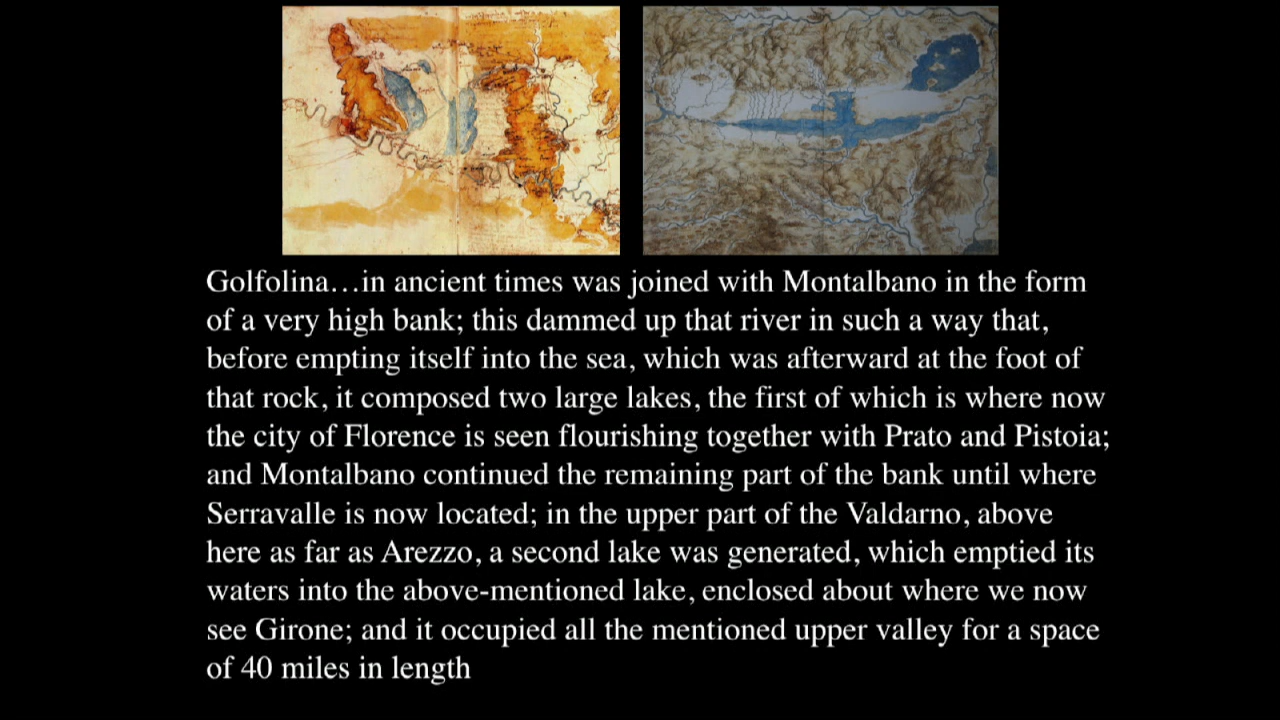 Golfolina…in ancient times was joined with Montalbano in the form
of a very high bank; this dammed up that river in such a way that,
before empting itself into the sea, which was afterward at the foot of
that rock, it composed two large lakes, the first of which is where now
the city of Florence is seen flourishing together with Prato and Pistoia;
and Montalbano continued the remaining part of the bank until where
Serravalle is now located; in the upper part of the Valdarno, above
here as far as Arezzo, a second lake was generated, which emptied its
waters into the above-mentioned lake, enclosed about where we now
see Girone; and it occupied all the mentioned upper valley for a space
of 40 miles in length